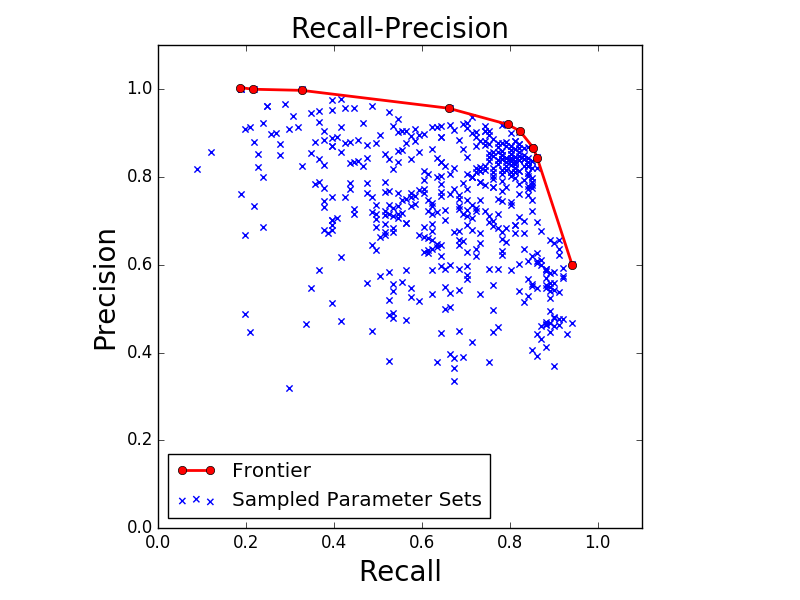 Recall-Precision
1.0
0.8
0.6
0.4
0.2
0.0
Precision
Frontier
Sampled Parameter Sets
0.0 0.2 0.4 0.6 0.8 1.0
Recall